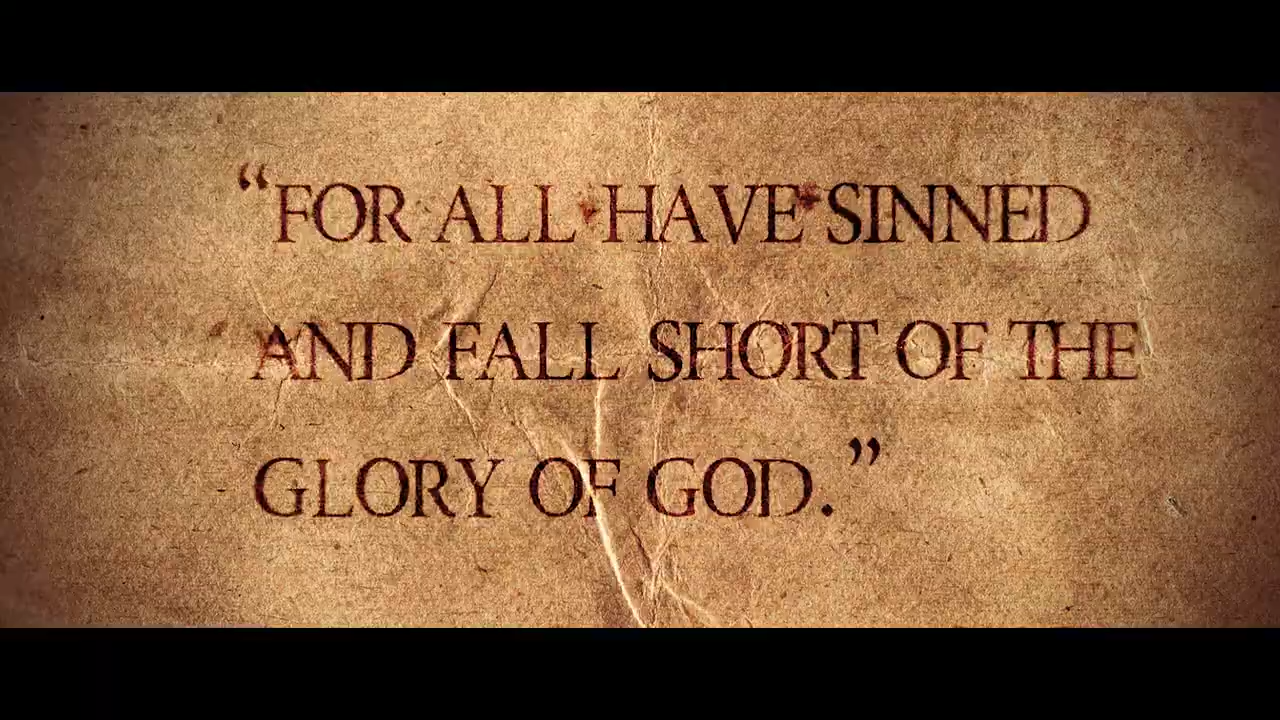 “FOR ALL HAVE SINNED
AND FALL SHORT OF THE
GLORY OF GOD.”